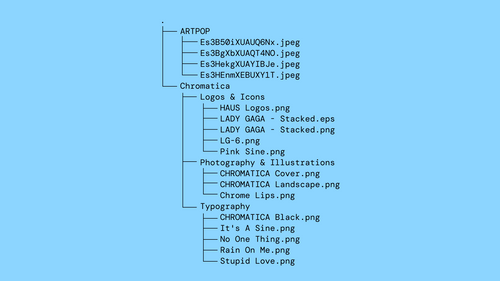 .
ARTPOP
Es3B50iXUAUQ6Nx.jpeg
Es3BgXbXUAQT4NO.jpeg
Es3HekgXUAYIBJe.jpeg
Es3HEnmXEBUXY1T.jpeg
Chromatica
Logos & Icons
HAUS Logos.png
LADY GAGA - Stacked.eps
LADY GAGA - Stacked.png
LG-6.png
Pink Sine.png
Photography & Illustrations
CHROMATICA Cover.png
CHROMATICA Landscape.png
Chrome Lips.png
Typography
CHROMATICA Black.png
It's A Sine.png
No One Thing.png
Rain On Me.png
Stupid Love.png